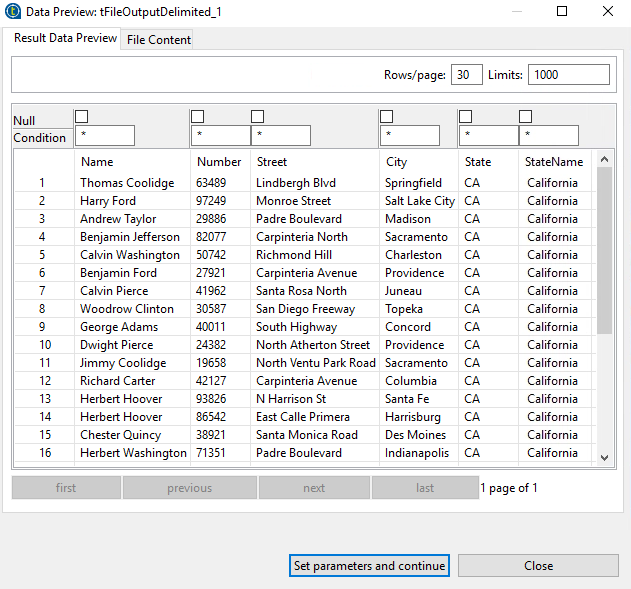 Data Preview: tFileOutputDelimited_1
Result Data Preview File Content
Rows/page: 30 Limits: 1000
Null
Condition * * * * * *
Name Number Street City State StateName
1 Thomas Coolidge 63489 Lindbergh Blvd Springfield CA California
2 Harry Ford 97249 Monroe Street Salt Lake City CA California
3 Andrew Taylor 29886 Padre Boulevard Madison CA California
4 Benjamin Jefferson 82077 Carpinteria North Sacramento CA California
5 Calvin Washington 50742 Richmond Hill Charleston CA California
6 Benjamin Ford 27921 Carpinteria Avenue Providence CA California
7 Calvin Pierce 41962 Santa Rosa North Juneau CA California
8 Woodrow Clinton 30587 San Diego Freeway Topeka CA California
9 George Adams 40011 South Highway Concord CA California
10 Dwight Pierce 24382 North Atherton Street Providence CA California
11 Jimmy Coolidge 19658 North Ventu Park Road Sacramento CA California
12 Richard Carter 42127 Carpinteria Avenue Columbia CA California
13 Herbert Hoover 93826 N Harrison St Santa Fe CA California
14 Herbert Hoover 86542 East Calle Primera Harrisburg CA California
15 Chester Quincy 38921 Santa Monica Road Des Moines CA California
16 Herbert Washington 71351 Padre Boulevard Indianapolis CA California
first previous next last 1 page of 1
Set parameters and continue Close